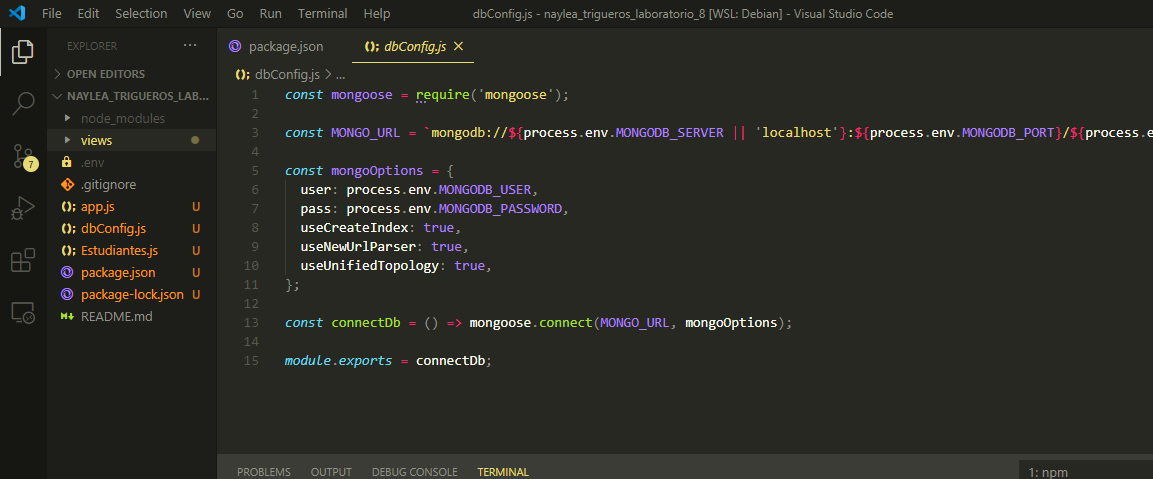 File Edit Selection View Go Run Terminal Help
dbConfig.js - naylea_trigueros_laboratorio_8 [WSL: Debian] - Visual Studio Code
EXPLORER ...
OPEN EDITORS
NAYLEA_TRIGUEROS_LAB...
node_modules
views
.env
.gitignore
app.js U
dbConfig.js U
Estudiantes.js U
package.json U
package-lock.json U
README.md
7
package.json
dbConfig.js
dbConfig.js > ...
1 const mongoose = require('mongoose');
2
3 const MONGO_URL = `mongodb://${process.env.MONGODB_SERVER || 'localhost'}:${process.env.MONGODB_PORT}/${process.e
4
5 const mongoOptions = {
6 user: process.env.MONGODB_USER,
7 pass: process.env.MONGODB_PASSWORD,
8 useCreateIndex: true,
9 useNewUrlParser: true,
10 useUnifiedTopology: true,
11 };
12
13 const connectDb = () => mongoose.connect(MONGO_URL, mongoOptions);
14
15 module.exports = connectDb;
PROBLEMS OUTPUT DEBUG CONSOLE TERMINAL
1: npm